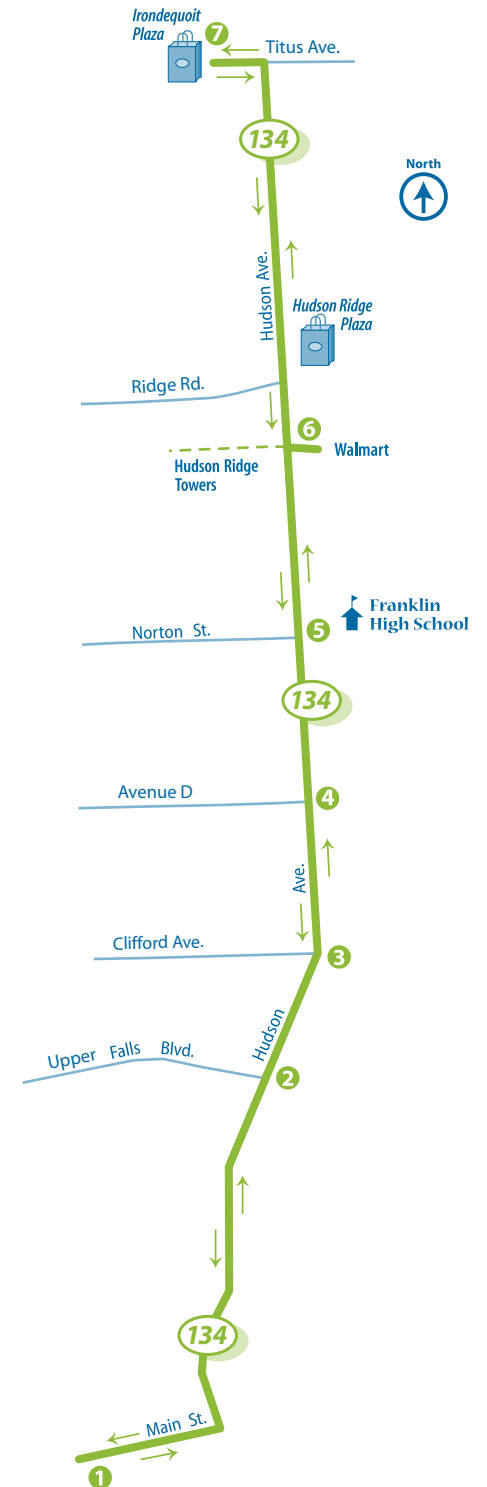 Irondequoit
Plaza
7
Titus Ave.
134
North
Hudson Ave.
Hudson Ridge
Plaza
Ridge Rd.
6
Walmart
Hudson Ridge
Towers
Franklin
High School
5
Norton St.
134
Avenue D
4
Ave.
Clifford Ave.
3
Hudson
Upper Falls Blvd.
2
134
Main St.
1